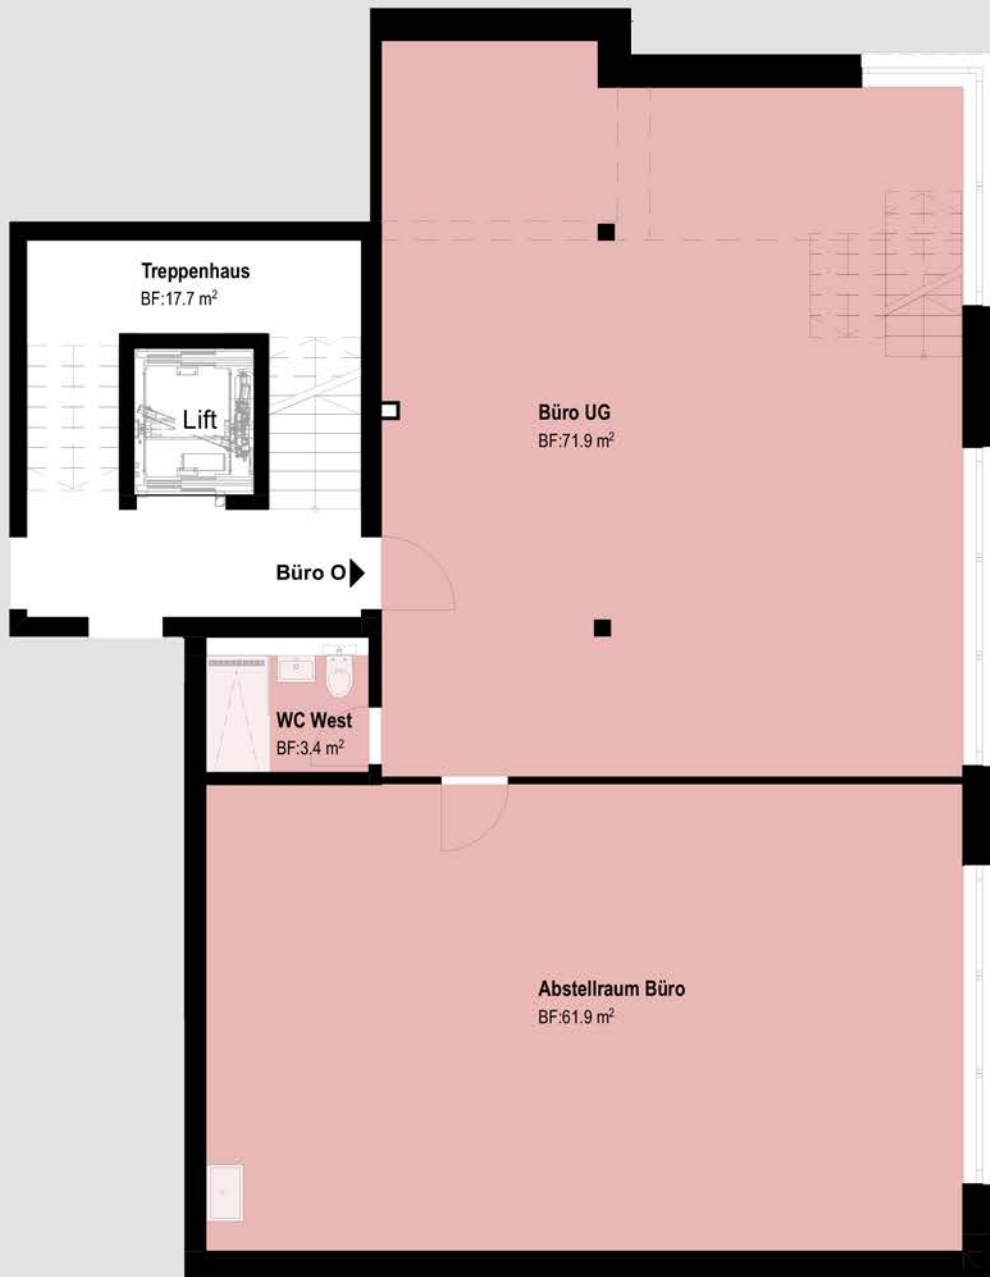 Treppenhaus
BF:17.7 m²
Lift
Büro UG
BF:71.9 m²
Büro O
WC West
BF:3.4 m²
Abstellraum Büro
BF:61.9 m²